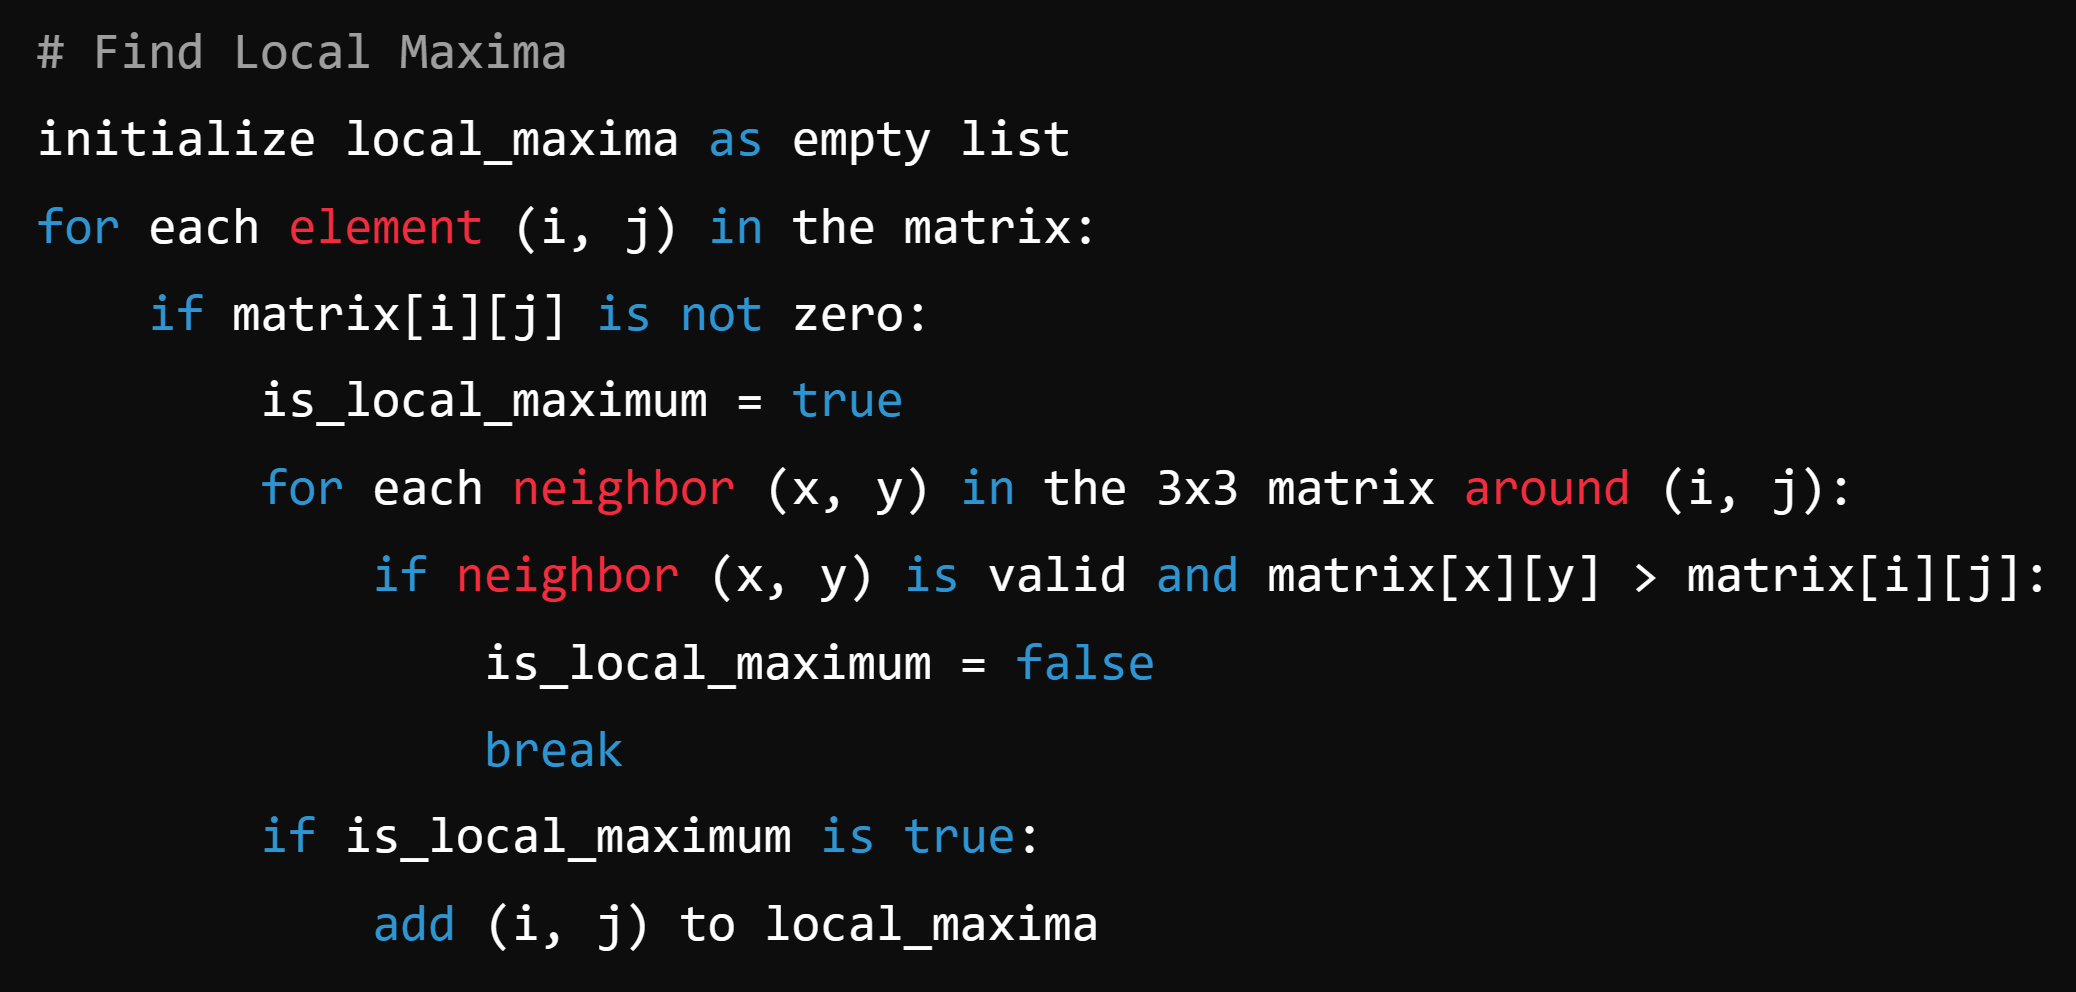 # Find Local Maxima
initialize local_maxima as empty list
for each element (i, j) in the matrix:
    if matrix[i][j] is not zero:
        is_local_maximum = true
        for each neighbor (x, y) in the 3x3 matrix around (i, j):
            if neighbor (x, y) is valid and matrix[x][y] > matrix[i][j]:
                is_local_maximum = false
                break
        if is_local_maximum is true:
            add (i, j) to local_maxima